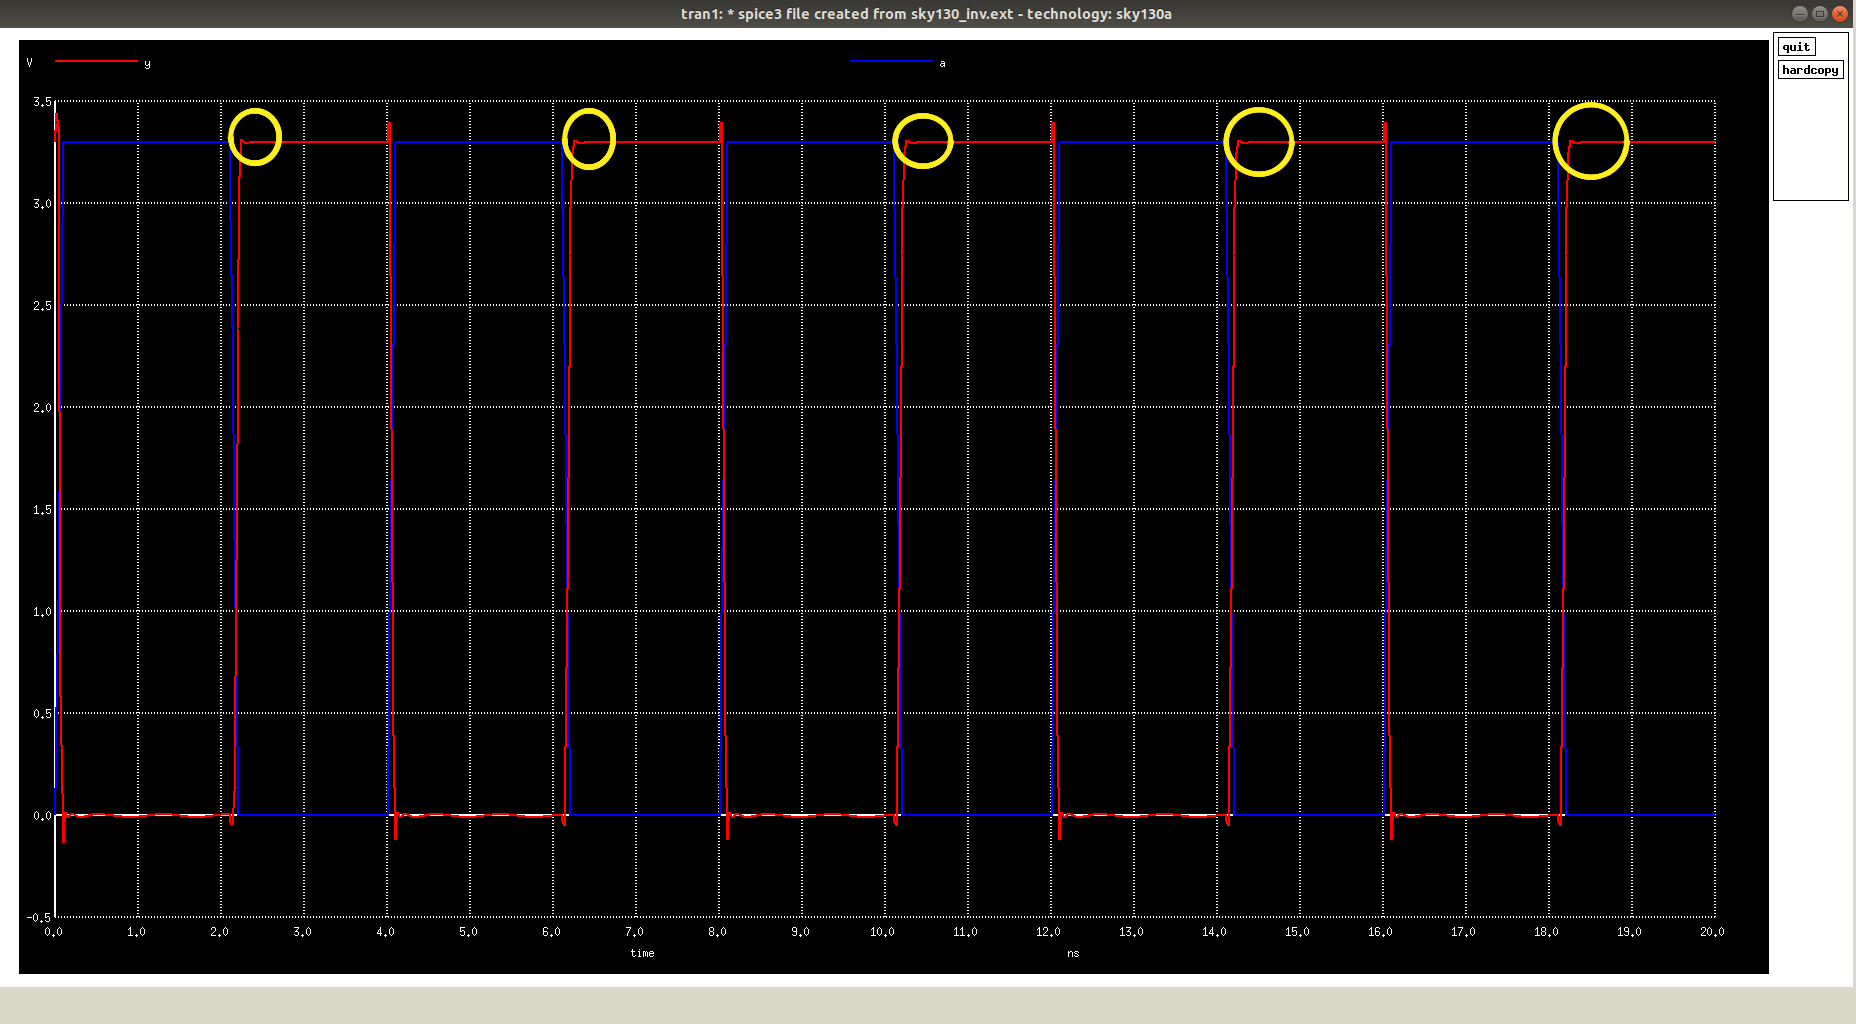 tran1: * spice3 file created from sky130_inv.ext - technology: sky130a
quit
hardcopy
V y a
3.5
3.0
2.5
2.0
1.5
1.0
0.5
0.0
-0.5
0.0 1.0 2.0 3.0 4.0 5.0 6.0 7.0 8.0 9.0 10.0 11.0 12.0 13.0 14.0 15.0 16.0 17.0 18.0 19.0 20.0
time ns